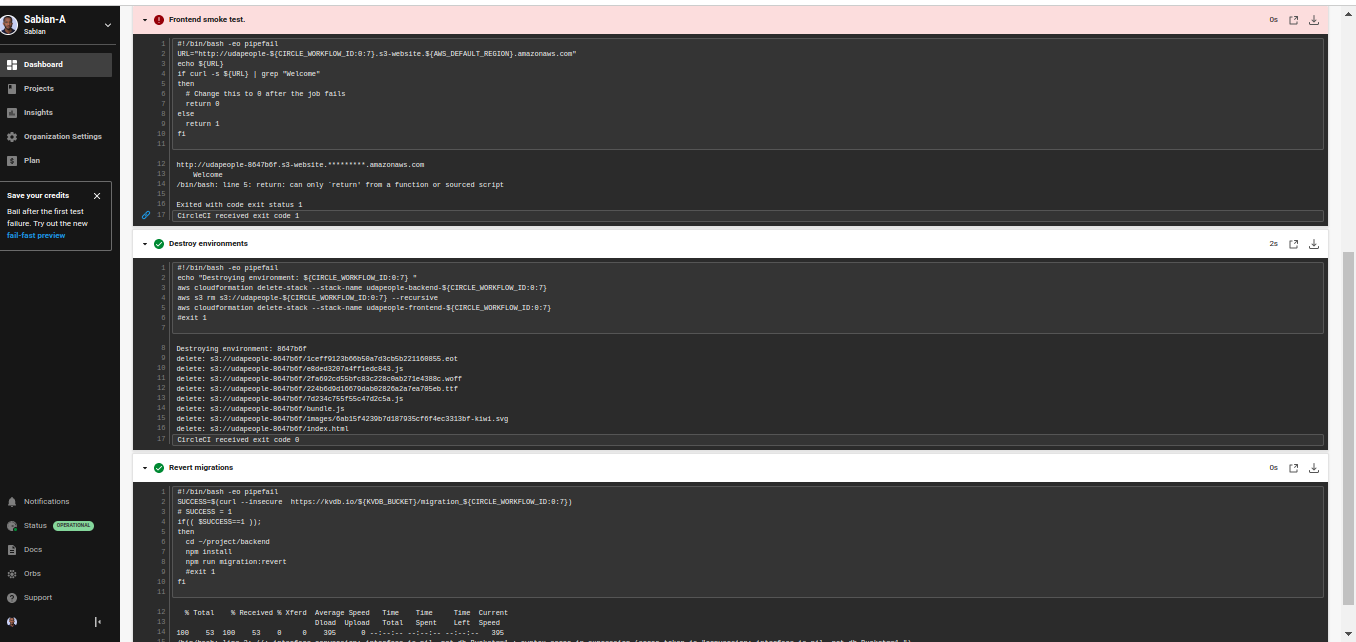 Sabian-A
Sabian
Dashboard
Projects
Insights
Organization Settings
Plan
Save your credits
Bail after the first test
failure. Try out the new
fail-fast preview
Notifications
Status OPERATIONAL
Docs
Orbs
Support
Frontend smoke test. 0s
1 #!/bin/bash -eo pipefail
2 URL="http://udapeople-${CIRCLE_WORKFLOW_ID:0:7}.s3-website.${AWS_DEFAULT_REGION}.amazonaws.com"
3 echo ${URL}
4 if curl -s ${URL} | grep "Welcome"
5 then
6 # Change this to 0 after the job fails
7 return 0
8 else
9 return 1
10 fi
11
12 http://udapeople-8647b6f.s3-website.*********.amazonaws.com
13 Welcome
14 /bin/bash: line 5: return: can only `return' from a function or sourced script
15
16 Exited with code exit status 1
17 CircleCI received exit code 1
Destroy environments 2s
1 #!/bin/bash -eo pipefail
2 echo "Destroying environment: ${CIRCLE_WORKFLOW_ID:0:7} "
3 aws cloudformation delete-stack --stack-name udapeople-backend-${CIRCLE_WORKFLOW_ID:0:7}
4 aws s3 rm s3://udapeople-${CIRCLE_WORKFLOW_ID:0:7} --recursive
5 aws cloudformation delete-stack --stack-name udapeople-frontend-${CIRCLE_WORKFLOW_ID:0:7}
6 #exit 1
7
8 Destroying environment: 8647b6f
9 delete: s3://udapeople-8647b6f/1ceff9123b66b50a7d3cb5b221160855.eot
10 delete: s3://udapeople-8647b6f/e8ded3207a4ff1edc843.js
11 delete: s3://udapeople-8647b6f/2fa692cd55bfc83c228c0ab271e4388c.woff
12 delete: s3://udapeople-8647b6f/224b6d9d16679dab02826a2a7ea705eb.ttf
13 delete: s3://udapeople-8647b6f/7d234c755f55c47d2c5a.js
14 delete: s3://udapeople-8647b6f/bundle.js
15 delete: s3://udapeople-8647b6f/images/6ab15f4239b7d187935cf6f4ec3313bf-kiwi.svg
16 delete: s3://udapeople-8647b6f/index.html
17 CircleCI received exit code 0
Revert migrations 0s
1 #!/bin/bash -eo pipefail
2 SUCCESS=$(curl --insecure https://kvdb.io/${KVDB_BUCKET}/migration_${CIRCLE_WORKFLOW_ID:0:7})
3 # SUCCESS = 1
4 if(( $SUCCESS==1 ));
5 then
6 cd ~/project/backend
7 npm install
8 npm run migration:revert
9 #exit 1
10 fi
11
12 % Total % Received % Xferd Average Speed Time Time Time Current
13 Dload Upload Total Spent Left Speed
14 100 53 100 53 0 0 395 0 --:--:-- --:--:-- --:--:-- 395